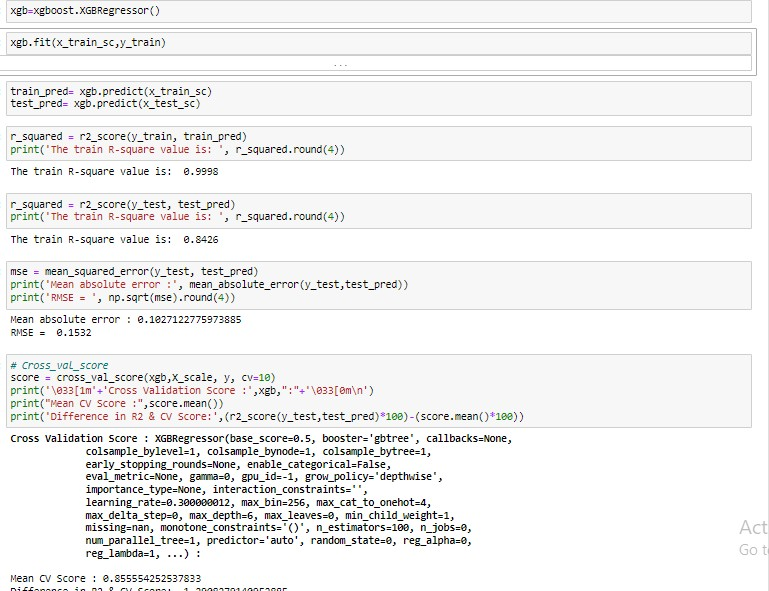 xgb=xgboost.XGBRegressor()
xgb.fit(x_train_sc,y_train)
...
train_pred= xgb.predict(x_train_sc)
test_pred= xgb.predict(x_test_sc)
r_squared = r2_score(y_train, train_pred)
print('The train R-square value is: ', r_squared.round(4))
The train R-square value is:  0.9998
r_squared = r2_score(y_test, test_pred)
print('The train R-square value is: ', r_squared.round(4))
The train R-square value is:  0.8426
mse = mean_squared_error(y_test, test_pred)
print('Mean absolute error :', mean_absolute_error(y_test,test_pred))
print('RMSE = ', np.sqrt(mse).round(4))
Mean absolute error : 0.1027122775973885
RMSE =  0.1532
# Cross_val_score
score = cross_val_score(xgb,X_scale, y, cv=10)
print('\033[1m'+'Cross Validation Score :',xgb,":"+'\033[0m\n')
print("Mean CV Score :",score.mean())
print('Difference in R2 & CV Score:',(r2_score(y_test,test_pred)*100)-(score.mean()*100))
Cross Validation Score : XGBRegressor(base_score=0.5, booster='gbtree', callbacks=None,
colsample_bylevel=1, colsample_bynode=1, colsample_bytree=1,
early_stopping_rounds=None, enable_categorical=False,
eval_metric=None, gamma=0, gpu_id=-1, grow_policy='depthwise',
importance_type=None, interaction_constraints='',
learning_rate=0.300000012, max_bin=256, max_cat_to_onehot=4,
max_delta_step=0, max_depth=6, max_leaves=0, min_child_weight=1,
missing=nan, monotone_constraints='()', n_estimators=100, n_jobs=0,
num_parallel_tree=1, predictor='auto', random_state=0, reg_alpha=0,
reg_lambda=1, ...) :
Act
Go to
Mean CV Score : 0.855554252537833
Difference in R2 & CV Score: